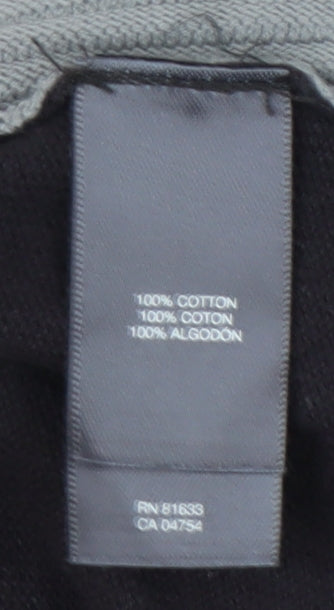 100% COTTON
100% COTON
100% ALGODÓN
RN 81633
CA 04754